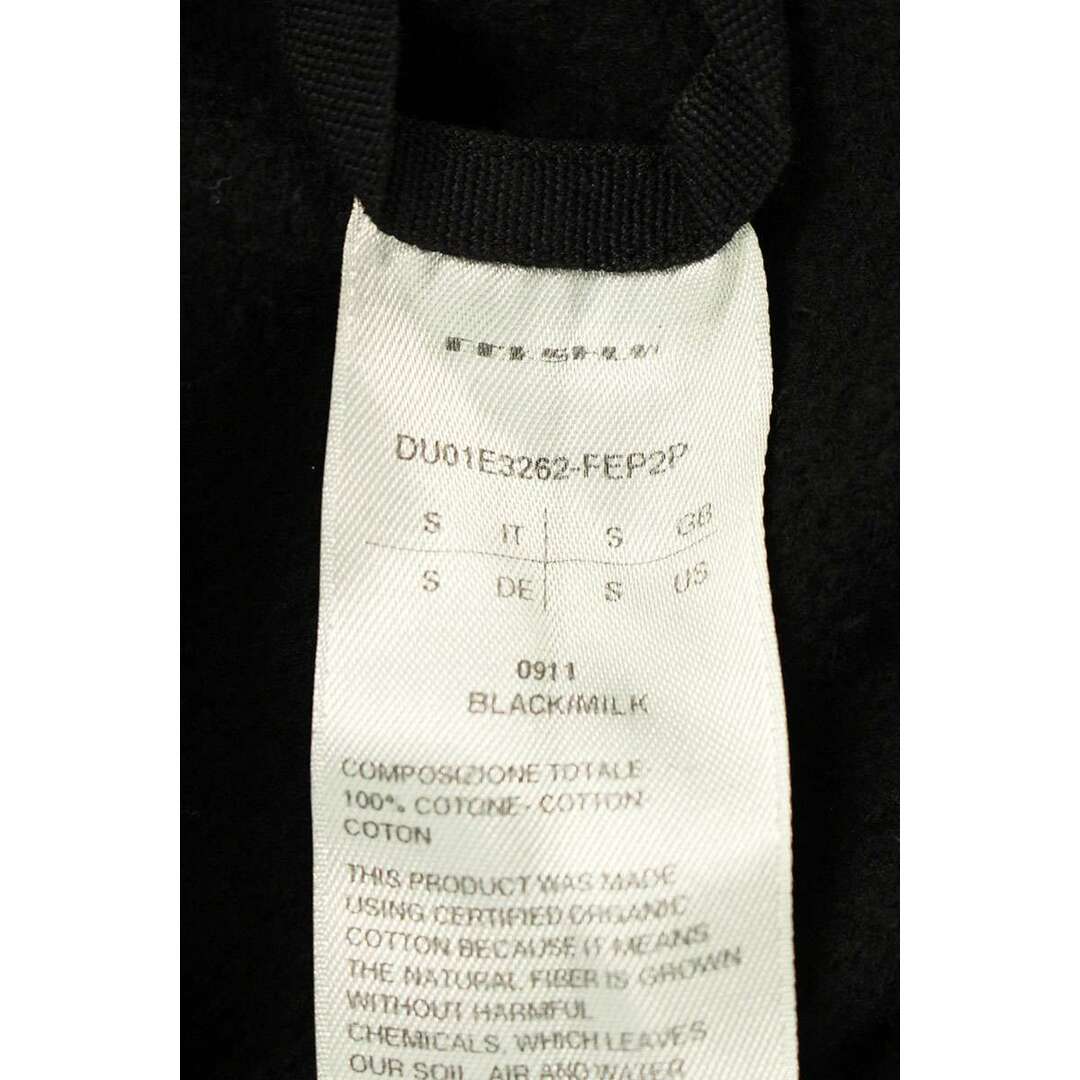 DU01E3262-FEP2P
S IT S GB
S DE S US
0911
BLACK/MILK
COMPOSIZIONE TOTALE-
100% COTONE- COTTON
COTON
THIS PRODUCT WAS MADE
USING CERTIFIED ORGANIC
COTTON BECAUSE IT MEANS
THE NATURAL FIBER IS GROWN
WITHOUT HARMFUL
CHEMICALS, WHICH LEAVES
OUR SOIL, AIR AND WATER